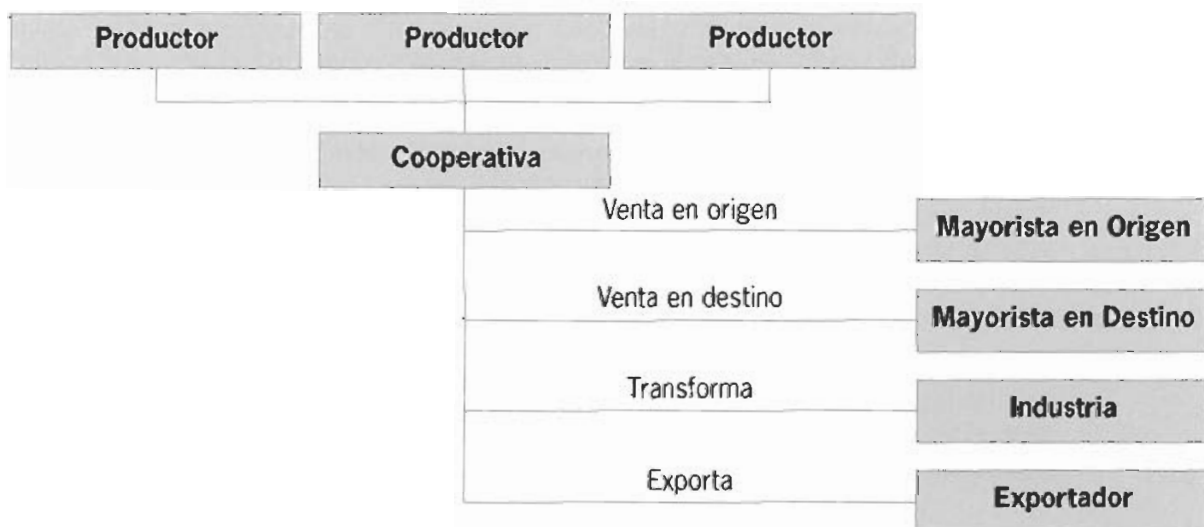 Productor
Productor
Productor
Cooperativa
Venta en origen
Mayorista en Origen
Venta en destino
Mayorista en Destino
Transforma
Industria
Exporta
Exportador